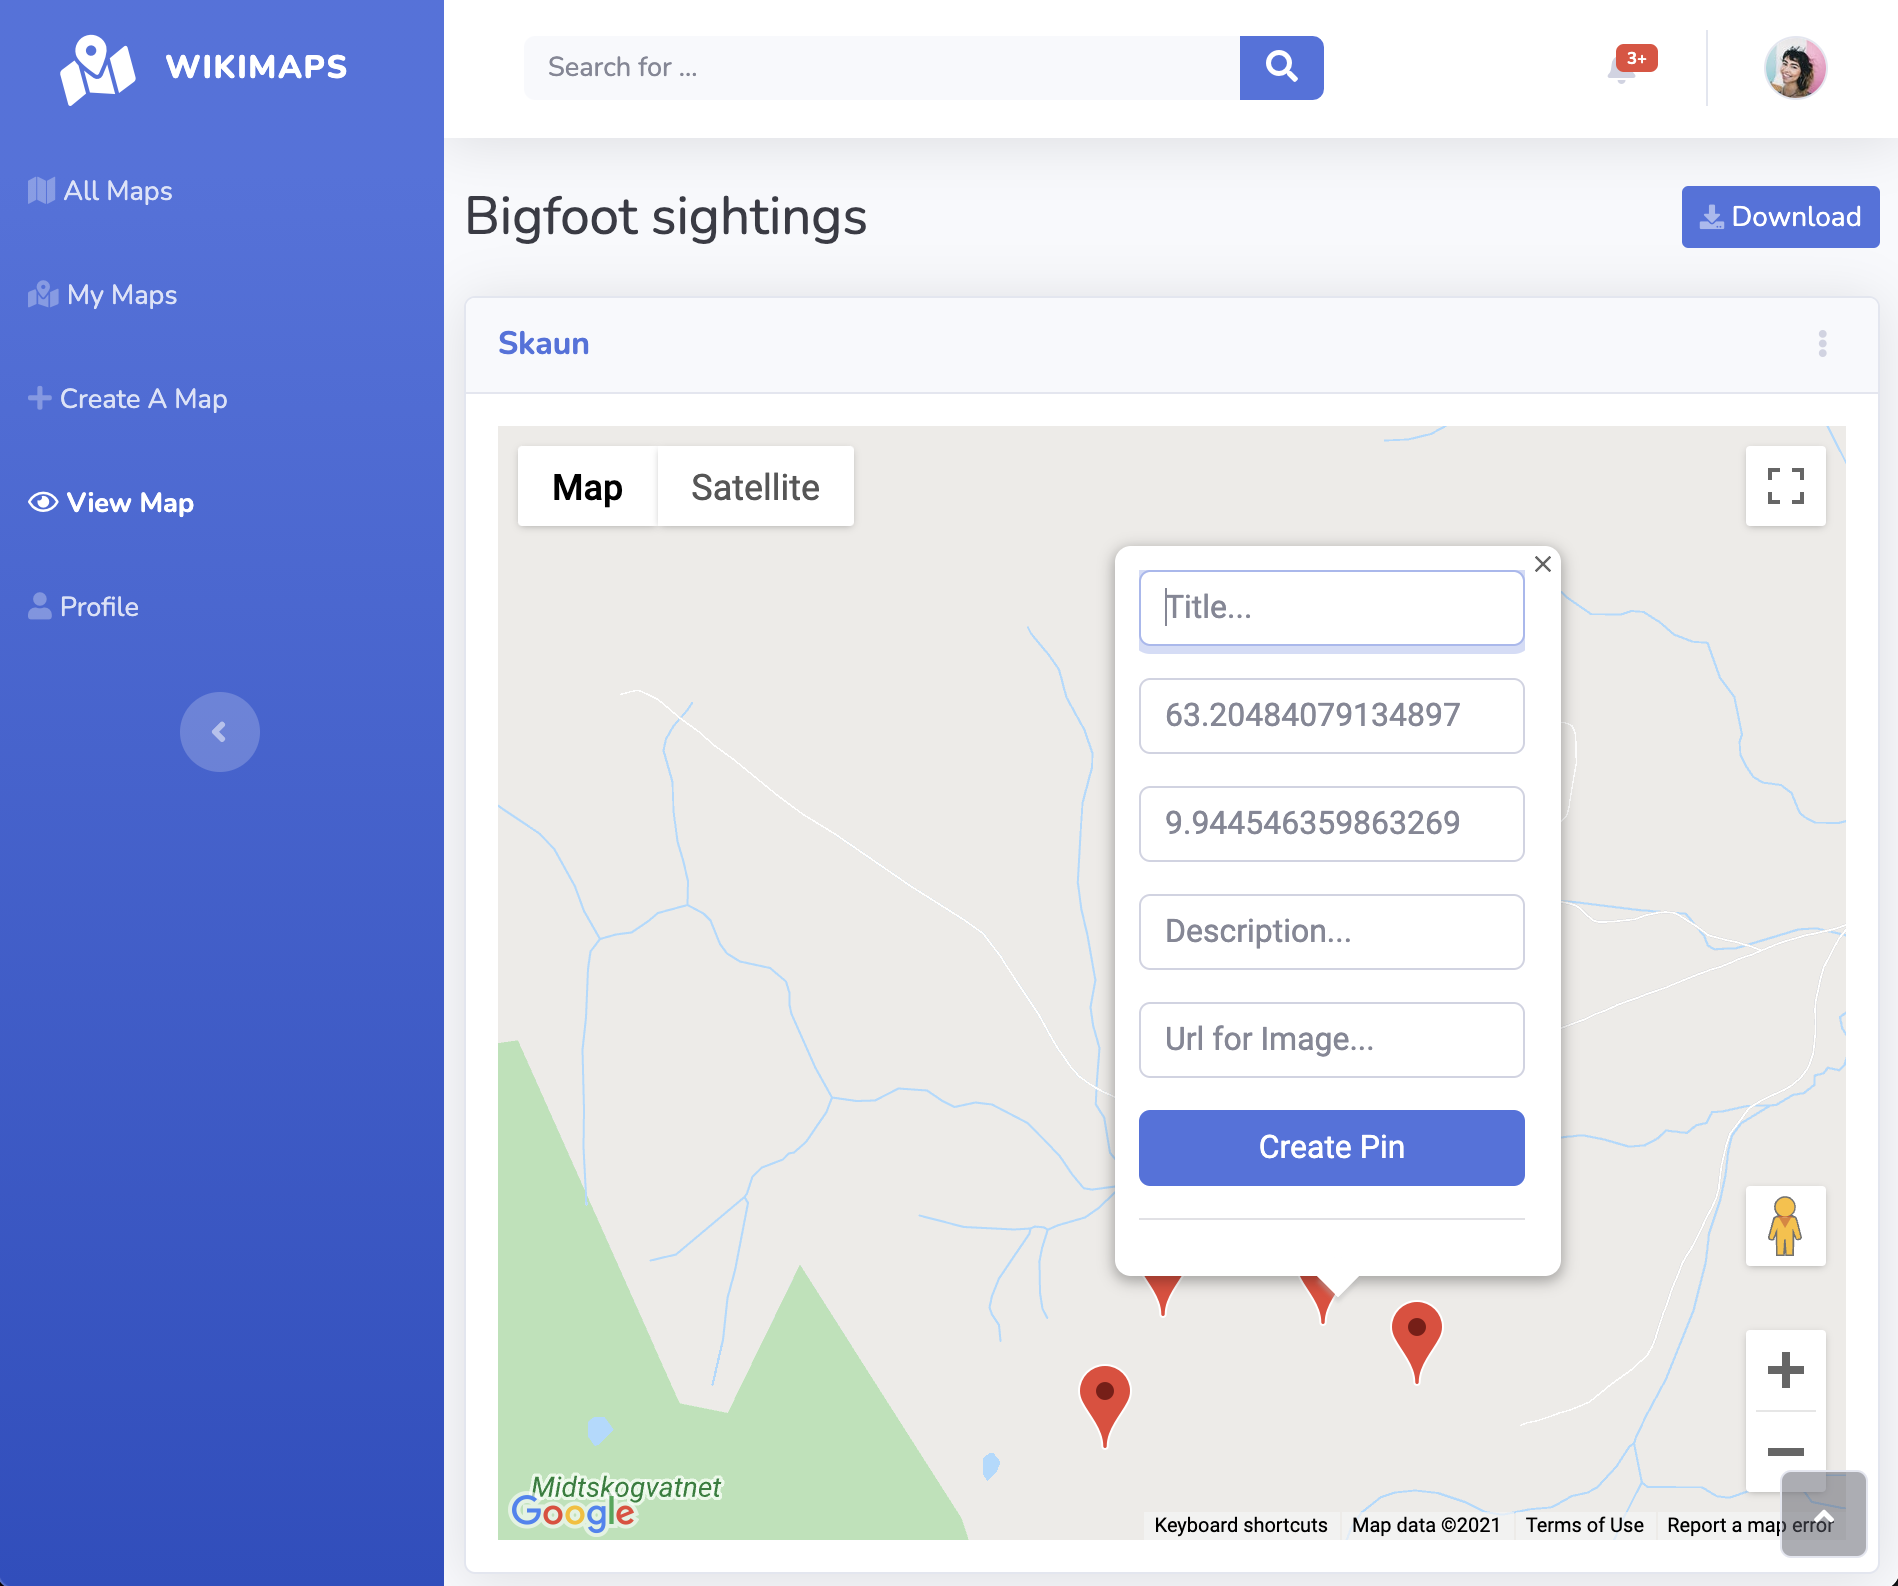 WIKIMAPS
Search for ...
3+
All Maps
My Maps
Create A Map
View Map
Profile
Bigfoot sightings
Download
Skaun
Map
Satellite
Title...
63.20484079134897
9.944546359863269
Description...
Url for Image...
Create Pin
Midtskogvatnet
Google
Keyboard shortcuts
Map data ©2021
Terms of Use
Report a map error